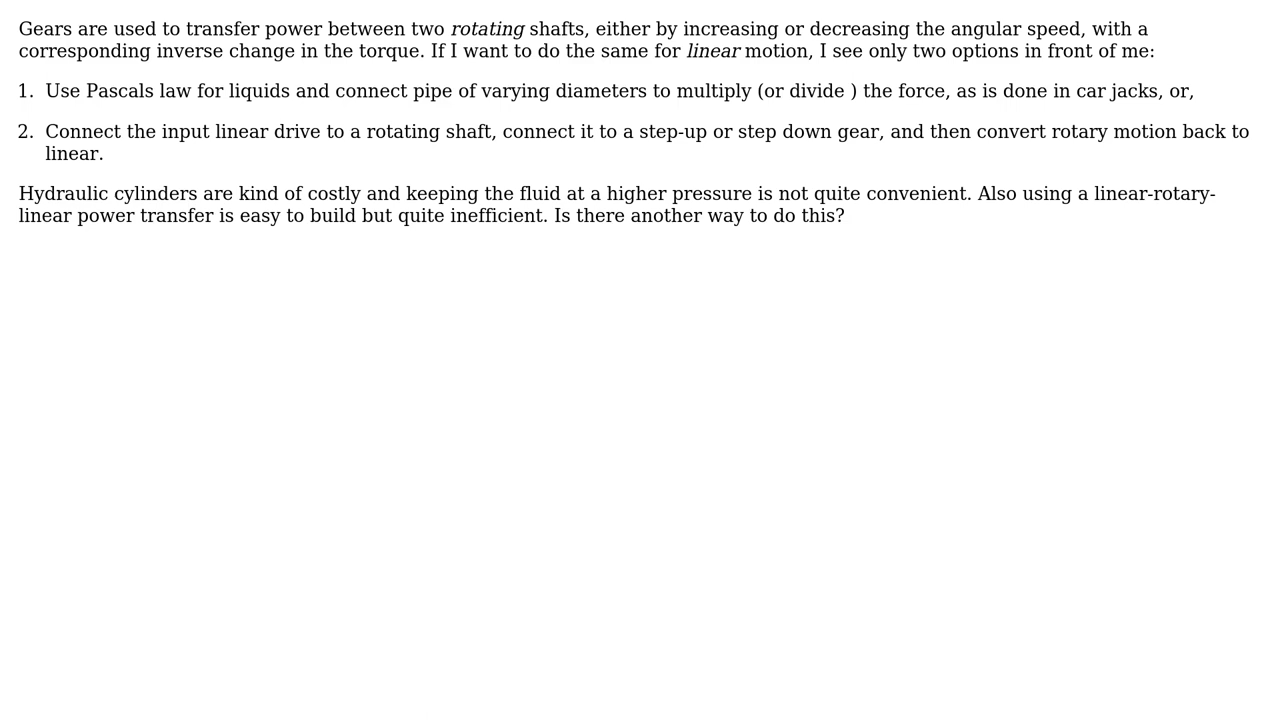 Gears are used to transfer power between two rotating shafts, either by increasing or decreasing the angular speed, with a
corresponding inverse change in the torque. If I want to do the same for linear motion, I see only two options in front of me:
1. Use Pascals law for liquids and connect pipe of varying diameters to multiply (or divide ) the force, as is done in car jacks, or,
2. Connect the input linear drive to a rotating shaft, connect it to a step-up or step down gear, and then convert rotary motion back to
linear.
Hydraulic cylinders are kind of costly and keeping the fluid at a higher pressure is not quite convenient. Also using a linear-rotary-
linear power transfer is easy to build but quite inefficient. Is there another way to do this?